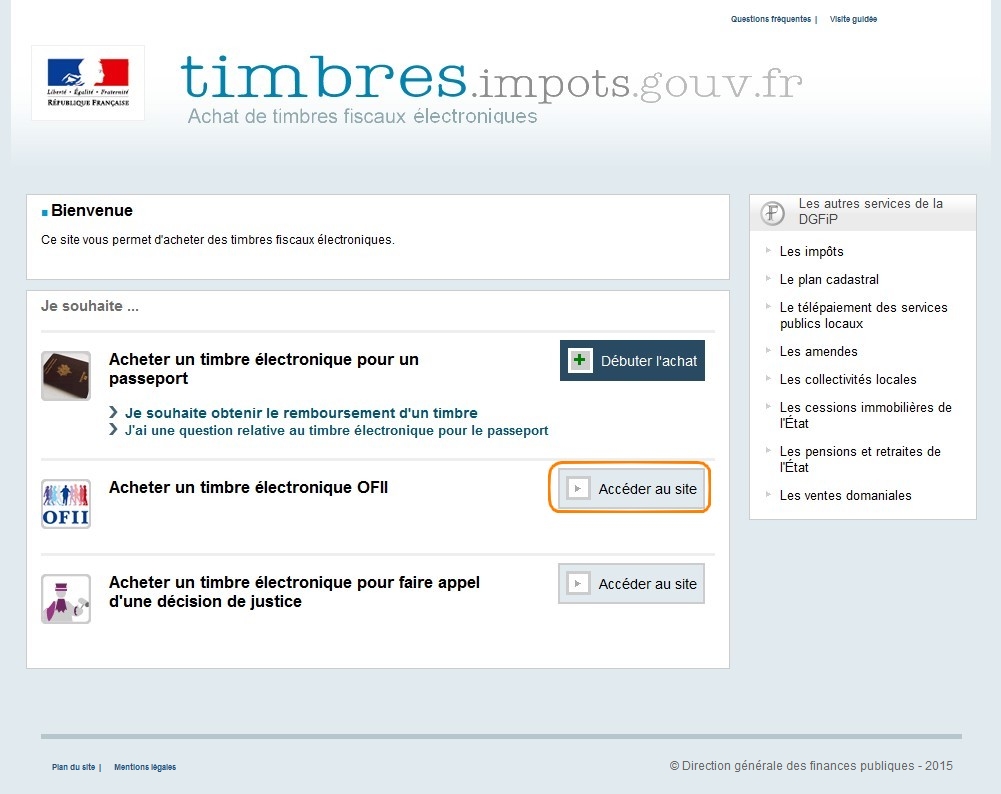 Questions fréquentes | Visite guidée
Liberté • Égalité • Fraternité
RÉPUBLIQUE FRANÇAISE
timbres.impots.gouv.fr
Achat de timbres fiscaux électroniques
Bienvenue
Ce site vous permet d'acheter des timbres fiscaux électroniques.
Je souhaite ...
Acheter un timbre électronique pour un
passeport
Débuter l'achat
Je souhaite obtenir le remboursement d'un timbre
J'ai une question relative au timbre électronique pour le passeport
OFII
Acheter un timbre électronique OFII
Accéder au site
Acheter un timbre électronique pour faire appel
d'une décision de justice
Accéder au site
Les autres services de la
DGFiP
Les impôts
Le plan cadastral
Le télépaiement des services
publics locaux
Les amendes
Les collectivités locales
Les cessions immobilières de
l'État
Les pensions et retraites de
l'État
Les ventes domaniales
Plan du site | Mentions légales
© Direction générale des finances publiques - 2015